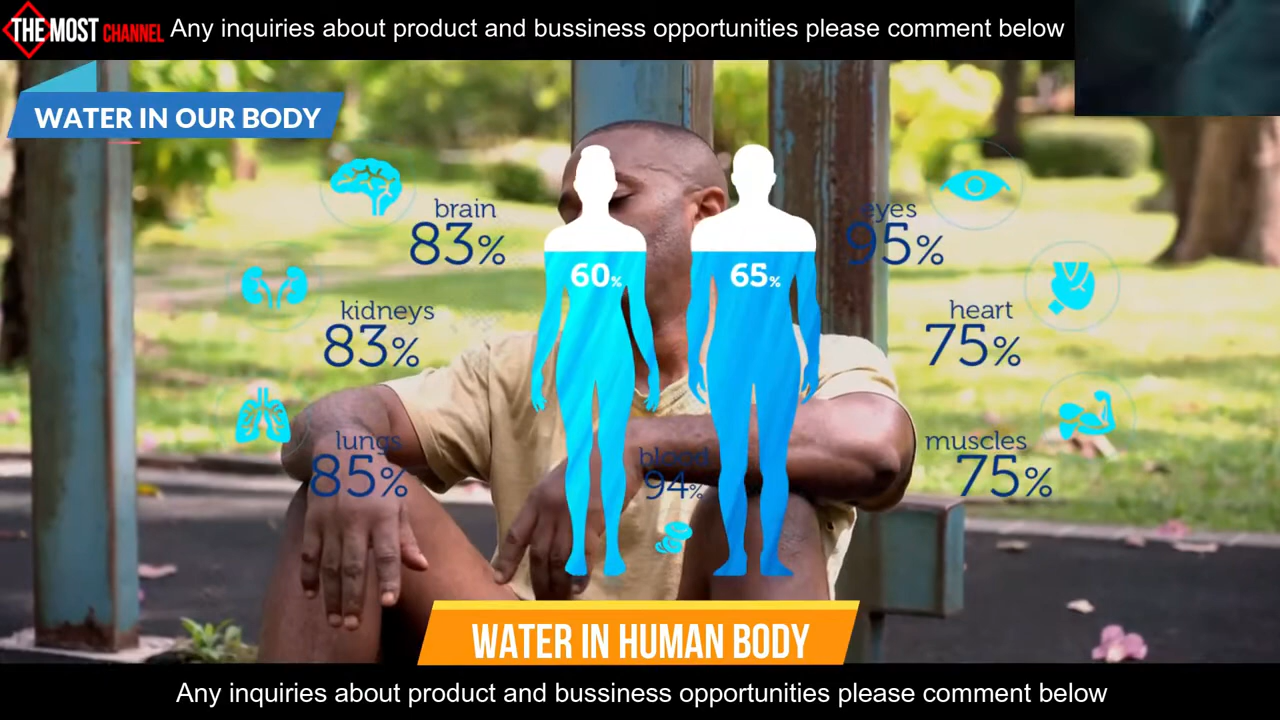 THE MOST CHANNEL
Any inquiries about product and bussiness opportunities please comment below
WATER IN OUR BODY
brain
83%
eyes
95%
60%
65%
kidneys
83%
heart
75%
lungs
85%
blood
94%
muscles
75%
WATER IN HUMAN BODY
Any inquiries about product and bussiness opportunities please comment below